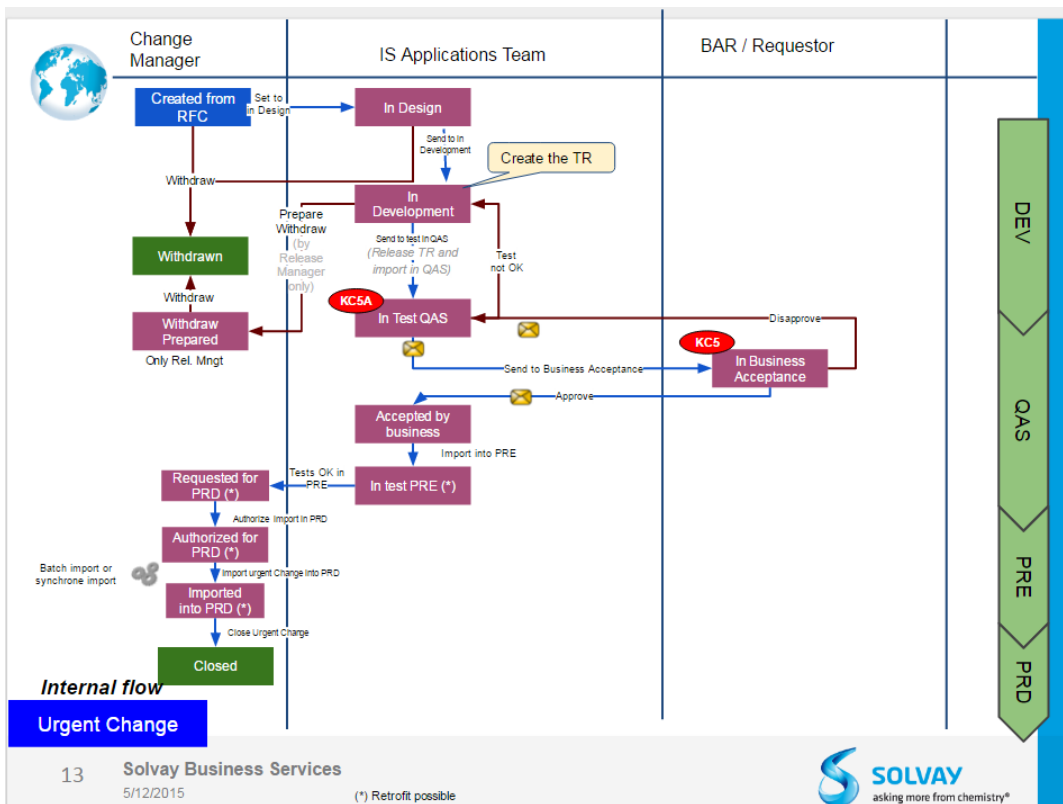 Change
Manager
IS Applications Team
BAR / Requestor
Created from
RFC
Set to
in Design
In Design
Send to In
Development
Create the TR
Withdraw
In
Development
Prepare
Withdraw
(by
Release
Manager
only)
Send to test in QAS
(Release TR and
import in QAS)
Test
not OK
Withdrawn
Withdraw
KC5A
In Test QAS
Withdraw
Prepared
Only Rel. Mngt
Disapprove
KC5
In Business
Acceptance
Send to Business Acceptance
Approve
Accepted by
business
Import into PRE
Requested for
PRD (*)
Tests OK in
PRE
In test PRE (*)
Authorize Import in PRD
Authorized for
PRD (*)
Batch import or
synchrone import
Import urgent Change into PRD
Imported
into PRD (*)
Close Urgent Change
Closed
DEV
QAS
PRE
PRD
Internal flow
Urgent Change
13
Solvay Business Services
5/12/2015
(*) Retrofit possible
SOLVAY
asking more from chemistry®